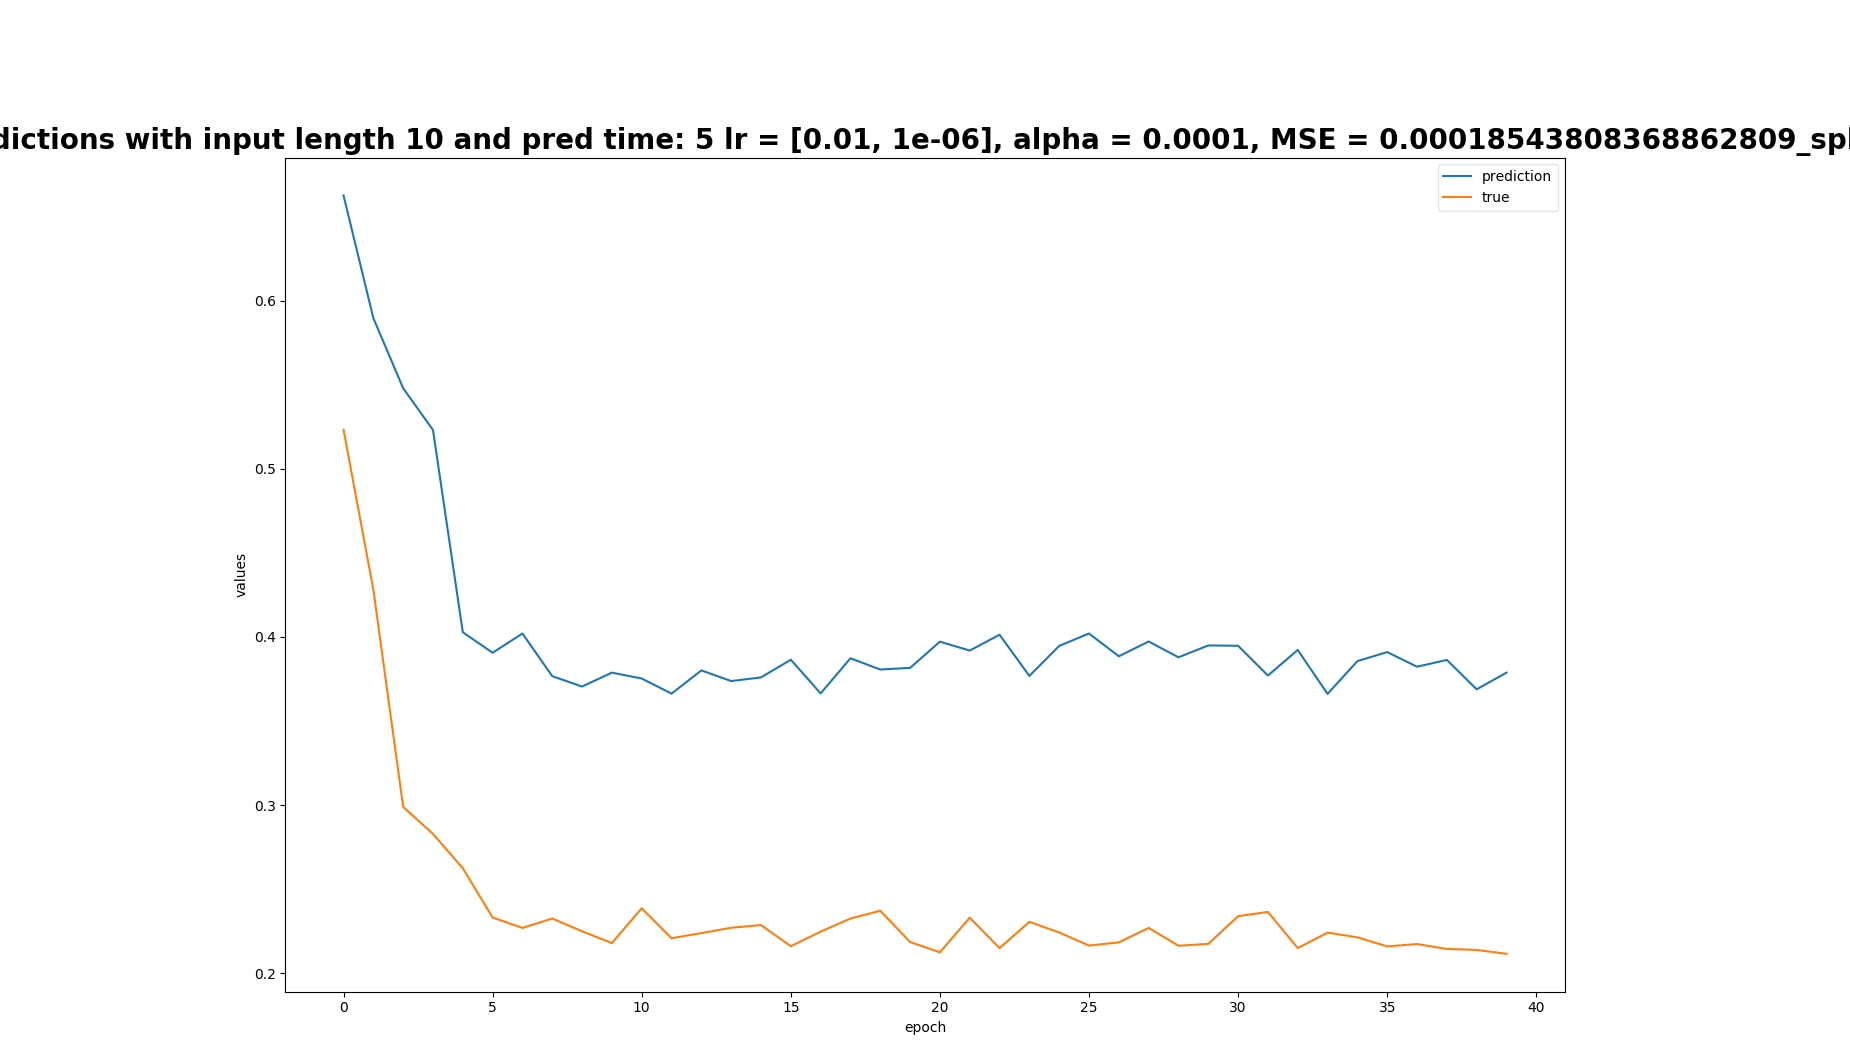 dictions with input length 10 and pred time: 5 lr = [0.01, 1e-06], alpha = 0.0001, MSE = 0.00018543808368862809_spl
prediction
true
0.6
0.5
0.4
0.3
0.2
values
0 5 10 15 20 25 30 35 40
epoch